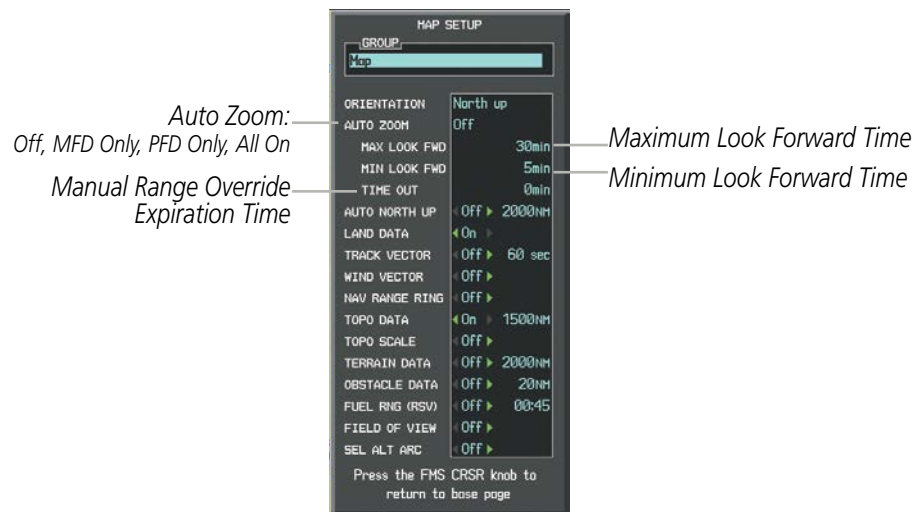 MAP SETUP
GROUP
Map
ORIENTATION North up
AUTO ZOOM Off
MAX LOOK FWD 30min
MIN LOOK FWD 5min
TIME OUT 0min
AUTO NORTH UP Off 2000NM
LAND DATA On
TRACK VECTOR Off 60 sec
WIND VECTOR Off
NAV RANGE RING Off
TOPO DATA On 1500NM
TOPO SCALE Off
TERRAIN DATA Off 2000NM
OBSTACLE DATA Off 20NM
FUEL RNG (RSV) Off 00:45
FIELD OF VIEW Off
SEL ALT ARC Off
Press the FMS CRSR knob to
return to base page
Auto Zoom:
Off, MFD Only, PFD Only, All On
Manual Range Override
Expiration Time
Maximum Look Forward Time
Minimum Look Forward Time